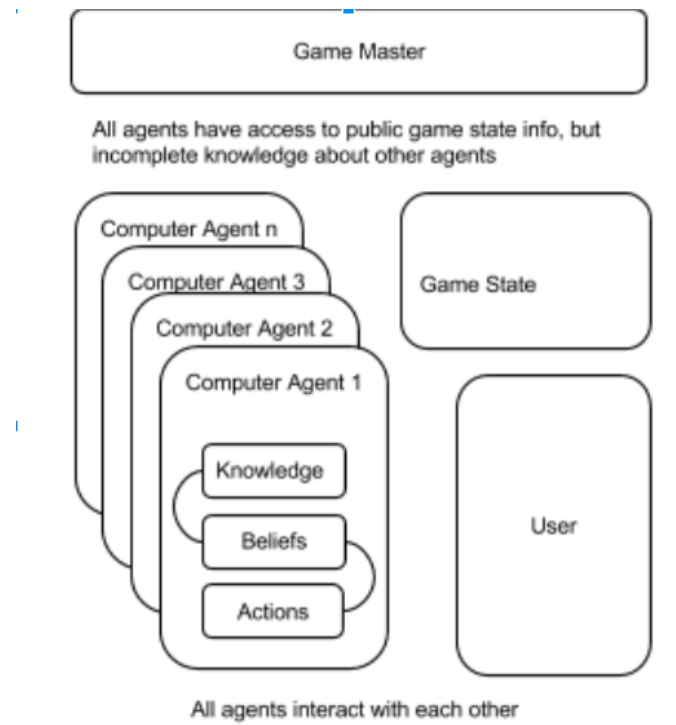 Game Master
All agents have access to public game state info, but
incomplete knowledge about other agents
Computer Agent n
Computer Agent 3
Computer Agent 2
Computer Agent 1
Knowledge
Beliefs
Actions
Game State
User
All agents interact with each other